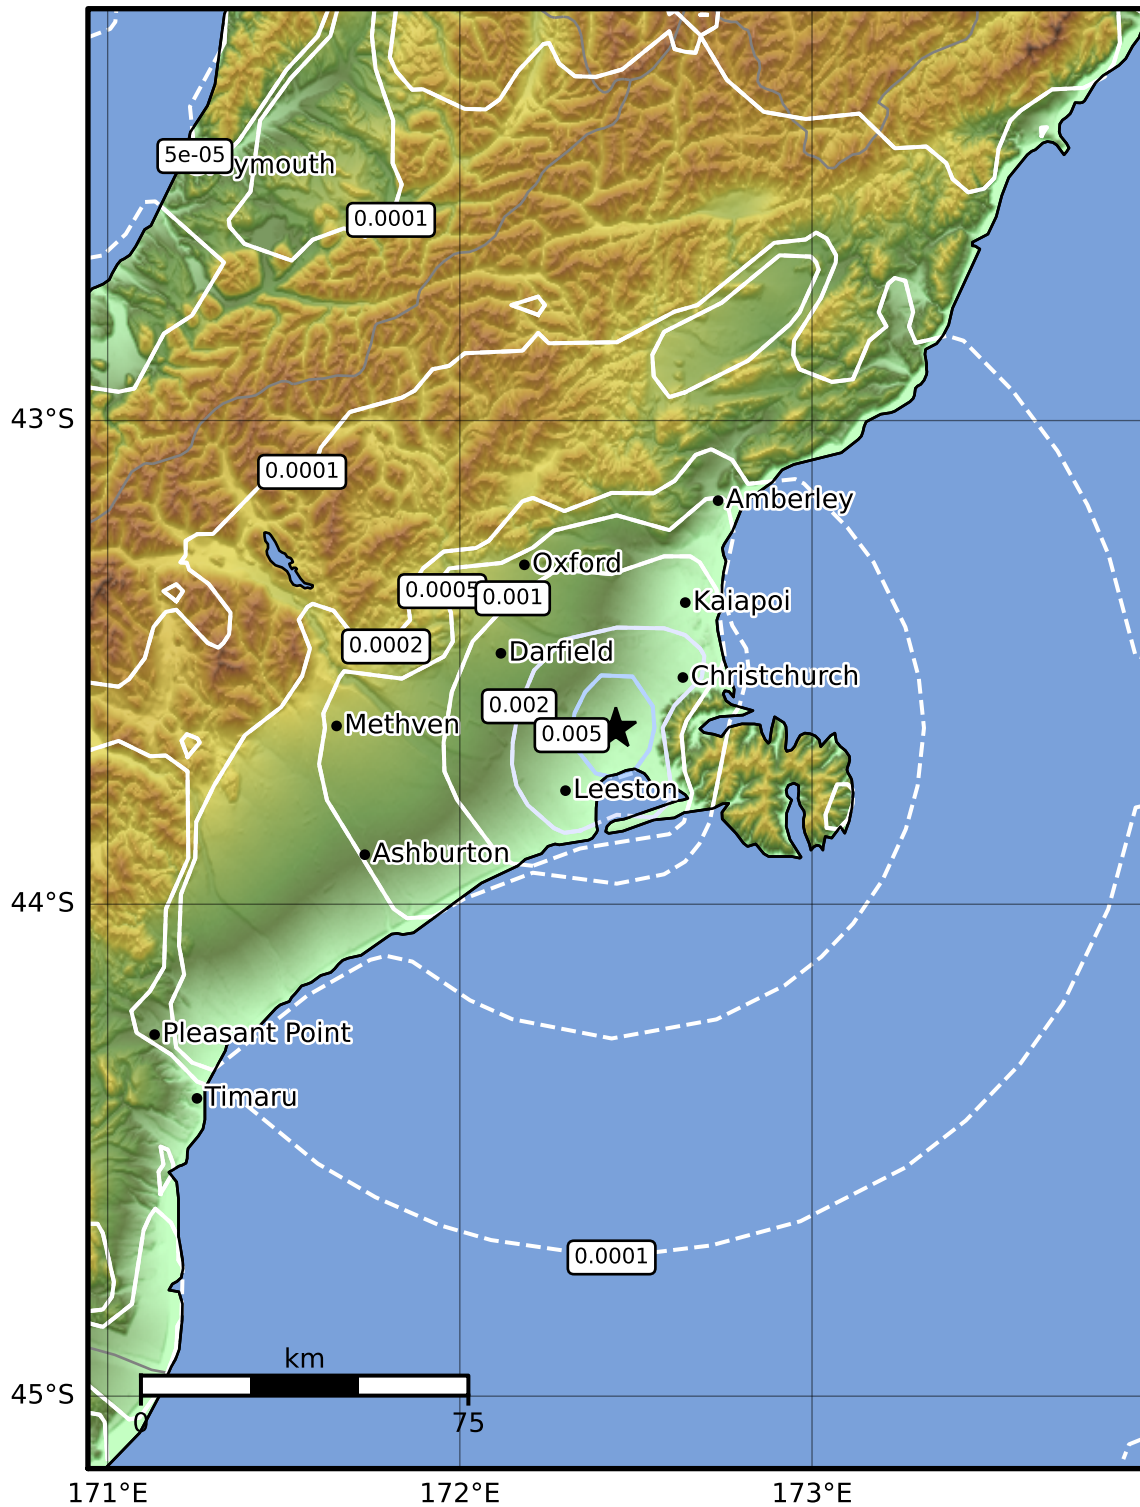 5e-05
ymouth
0.0001
43°S
0.0001
Amberley
Oxford
0.0005
0.001
Kaiapoi
0.0002
Darfield
Christchurch
0.002
Methven
0.005
Leeston
Ashburton
44°S
Pleasant Point
Timaru
0.0001
km
45°S
0
75
171°E
172°E
173°E